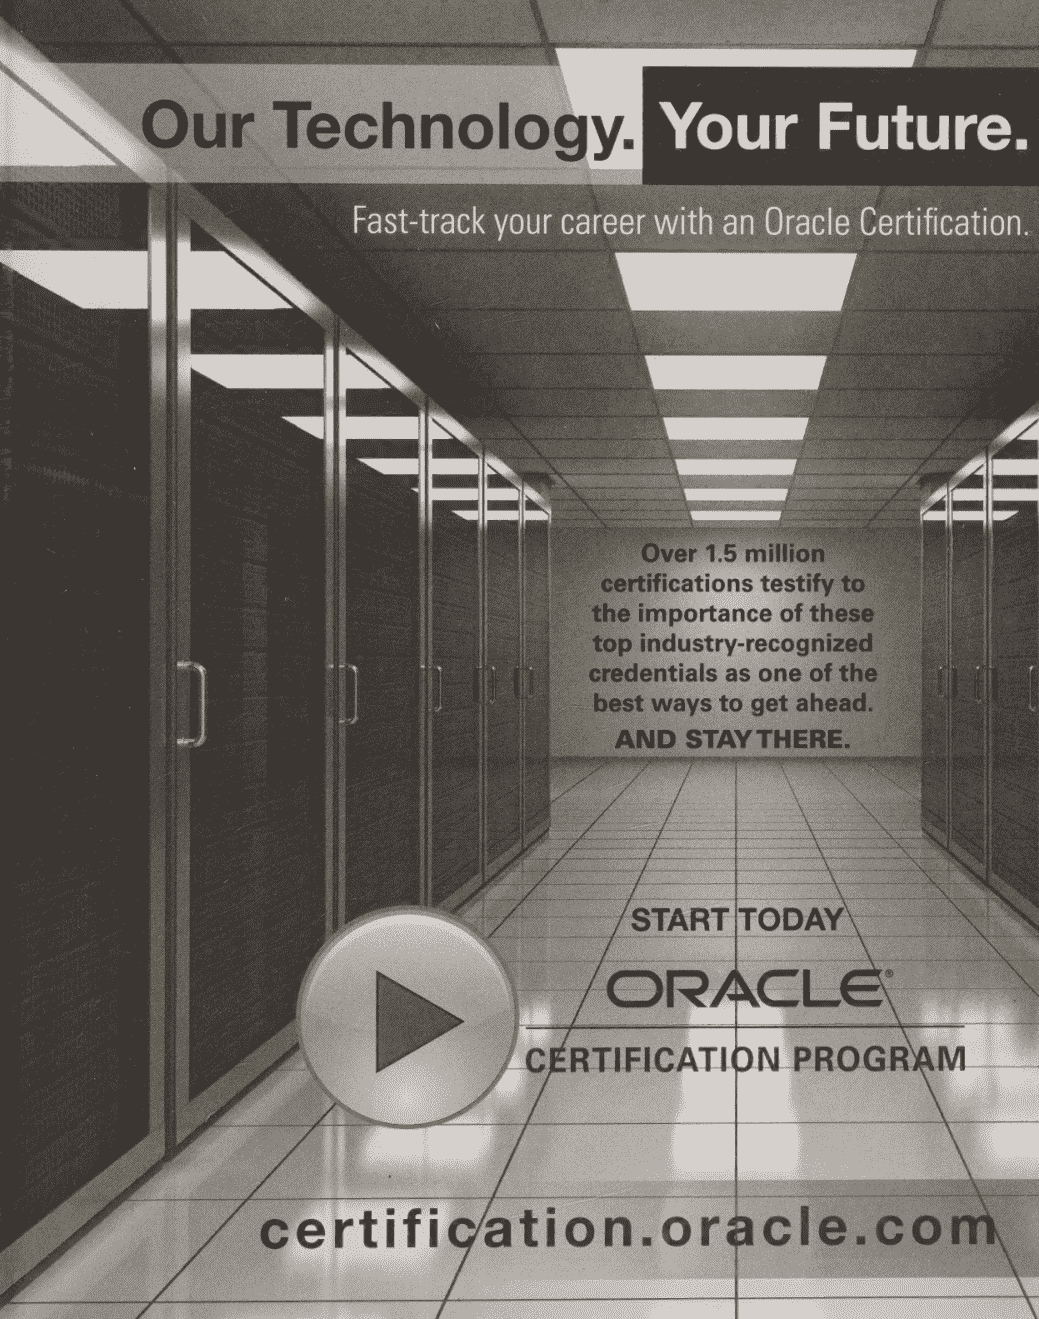 Our Technology. Your Future.
Fast-track your career with an Oracle Certification.
Over 1.5 million
certifications testify to
the importance of these
top industry-recognized
credentials as one of the
best ways to get ahead.
AND STAY THERE.
START TODAY
ORACLE®
CERTIFICATION PROGRAM
certification.oracle.com